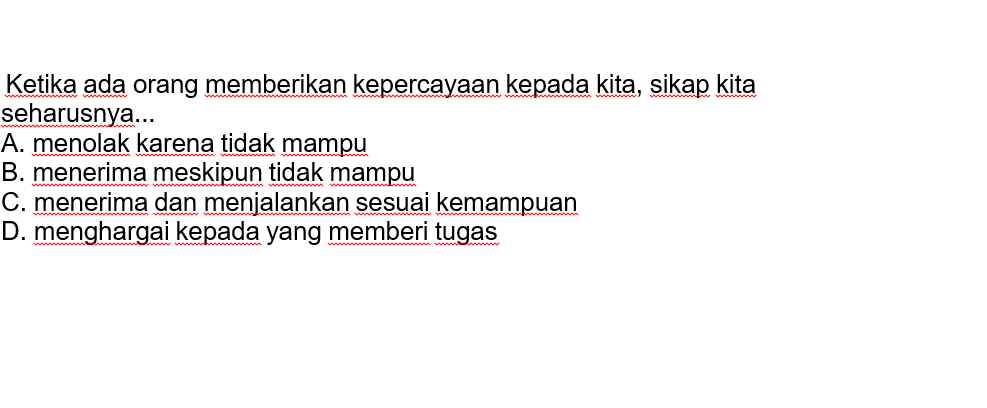 Ketika ada orang memberikan kepercayaan kepada kita, sikap kita
seharusnya...
A. menolak karena tidak mampu
B. menerima meskipun tidak mampu
C. menerima dan menjalankan sesuai kemampuan
D. menghargai kepada yang memberi tugas